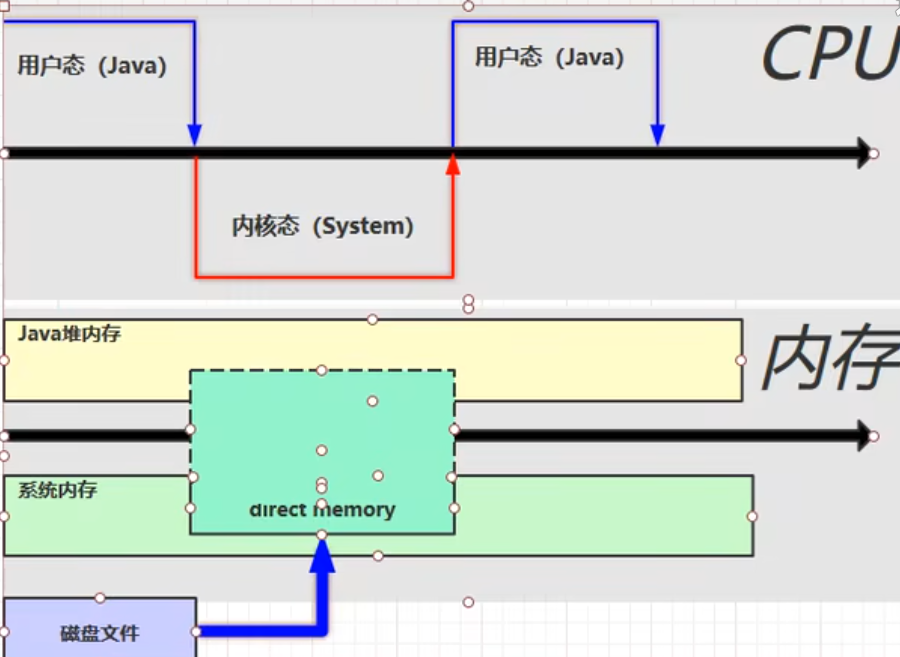 用户态（Java）
用户态（Java）
CPU
内核态（System）
Java堆内存
内存
系统内存
direct memory
磁盘文件